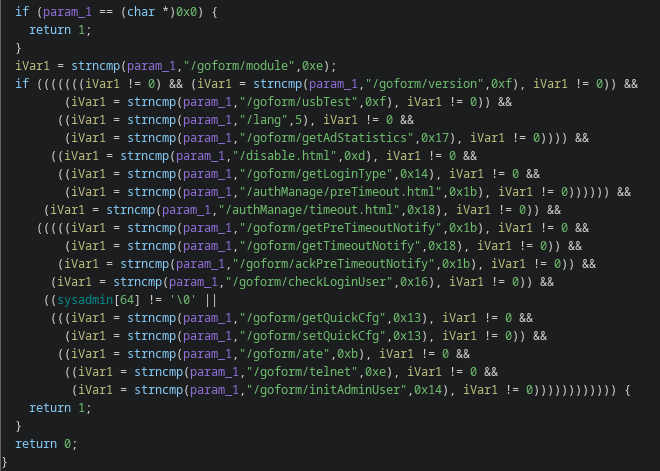 if (param_1 == (char *)0x0) {
return 1;
}
iVar1 = strncmp(param_1,"/goform/module",0xe);
if (((((((iVar1 != 0) && (iVar1 = strncmp(param_1,"/goform/version",0xf), iVar1 != 0)) &&
(iVar1 = strncmp(param_1,"/goform/usbTest",0xf), iVar1 != 0)) &&
((iVar1 = strncmp(param_1,"/lang",5), iVar1 != 0 &&
(iVar1 = strncmp(param_1,"/goform/getAdStatistics",0x17), iVar1 != 0)))) &&
((iVar1 = strncmp(param_1,"/disable.html",0xd), iVar1 != 0 &&
((iVar1 = strncmp(param_1,"/goform/getLoginType",0x14), iVar1 != 0 &&
(iVar1 = strncmp(param_1,"/authManage/preTimeout.html",0x1b), iVar1 != 0)))))) &&
(iVar1 = strncmp(param_1,"/authManage/timeout.html",0x18), iVar1 != 0)) &&
(((((iVar1 = strncmp(param_1,"/goform/getPreTimeoutNotify",0x1b), iVar1 != 0 &&
(iVar1 = strncmp(param_1,"/goform/getTimeoutNotify",0x18), iVar1 != 0)) &&
(iVar1 = strncmp(param_1,"/goform/ackPreTimeoutNotify",0x1b), iVar1 != 0)) &&
(iVar1 = strncmp(param_1,"/goform/checkLoginUser",0x16), iVar1 != 0)) &&
((sysadmin[64] != '\0' ||
(((iVar1 = strncmp(param_1,"/goform/getQuickCfg",0x13), iVar1 != 0 &&
(iVar1 = strncmp(param_1,"/goform/setQuickCfg",0x13), iVar1 != 0)) &&
((iVar1 = strncmp(param_1,"/goform/ate",0xb), iVar1 != 0 &&
((iVar1 = strncmp(param_1,"/goform/telnet",0xe), iVar1 != 0 &&
(iVar1 = strncmp(param_1,"/goform/initAdminUser",0x14), iVar1 != 0)))))))))))) {
return 1;
}
return 0;
}